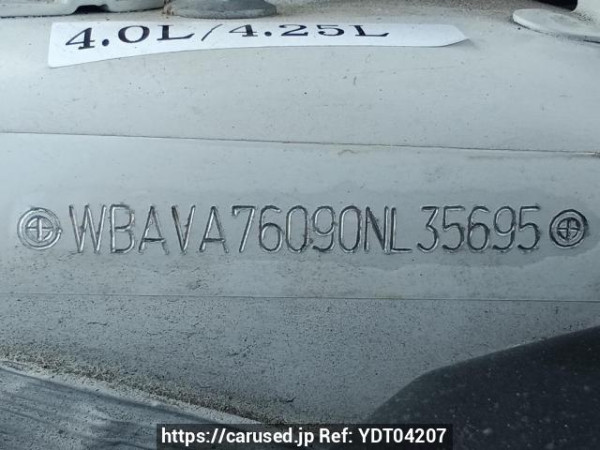 4.0L/4.25L
WBAVA76090NL35695
https://carused.jp Ref: YDT04207